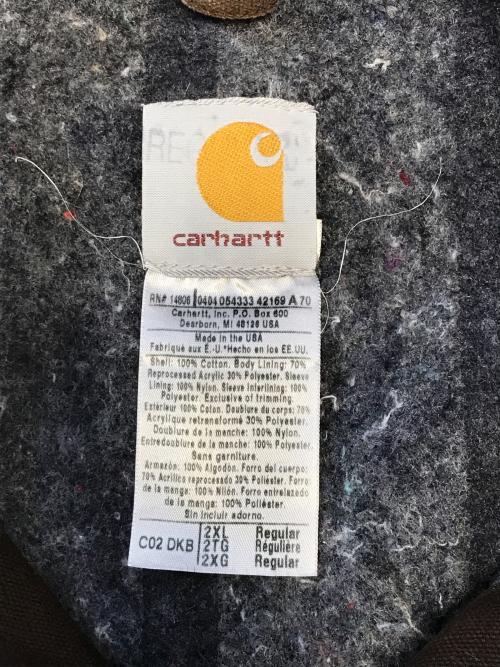 carhartt
RN# 14806 0404 054333 42169 A 70
Carhartt, Inc. P.O. Box 600
Dearborn, MI 48126 USA
Made in the USA
Fabriqué aux É.-U.*Hecho en los EE.UU.
Shell: 100% Cotton. Body Lining: 70%
Reprocessed Acrylic 30% Polyester. Sleeve
Lining: 100% Nylon. Sleeve Interlining: 100%
Polyester. Exclusive of trimming.
Extérieur 100% Coton. Doublure du corps: 70%
Acrylique retransformé 30% Polyester.
Doublure de la manche: 100% Nylon.
Entredoublure de la manche: 100% Polyester.
Sans garniture.
Armazón: 100% Algodón. Forro del cuerpo:
70% Acrílico reprocesado 30% Poliéster. Forro
de la manga: 100% Nilón. Forro entrelazado
de la manga: 100% Poliéster.
Sin incluir adorno.
C02 DKB 2XL Regular
2TG Régulière
2XG Regular